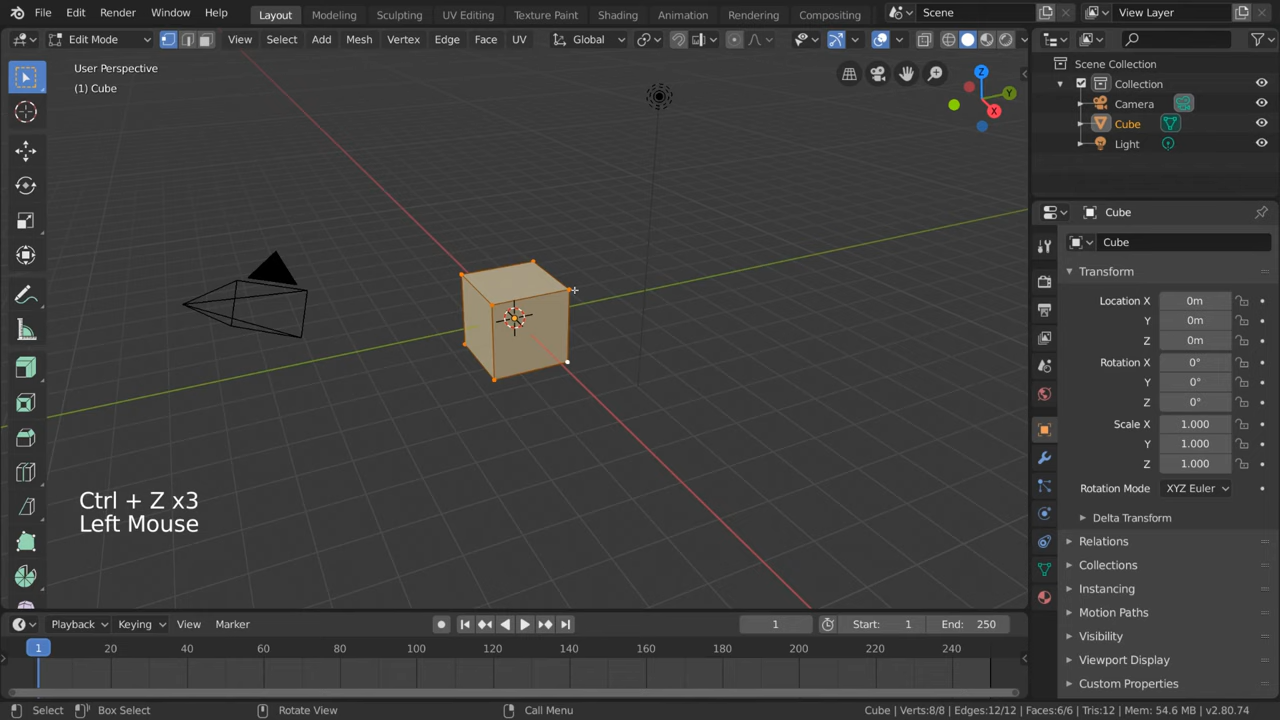 File Edit Render Window Help Layout Modeling Sculpting UV Editing Texture Paint Shading Animation Rendering Compositing Scene View Layer
Edit Mode View Select Add Mesh Vertex Edge Face UV Global
User Perspective
(1) Cube
Z
Y
X
Scene Collection
Collection
Camera
Cube
Light
Cube
Cube
Transform
Location X 0m
Y 0m
Z 0m
Rotation X 0°
Y 0°
Z 0°
Scale X 1.000
Y 1.000
Z 1.000
Rotation Mode XYZ Euler
Delta Transform
Relations
Collections
Instancing
Motion Paths
Visibility
Viewport Display
Custom Properties
Ctrl + Z x3
Left Mouse
Playback Keying View Marker 1 Start: 1 End: 250
1 20 40 60 80 100 120 140 160 180 200 220 240
Select Box Select Rotate View Call Menu Cube | Verts:8/8 | Edges:12/12 | Faces:6/6 | Tris:12 | Mem: 54.6 MB | v2.80.74